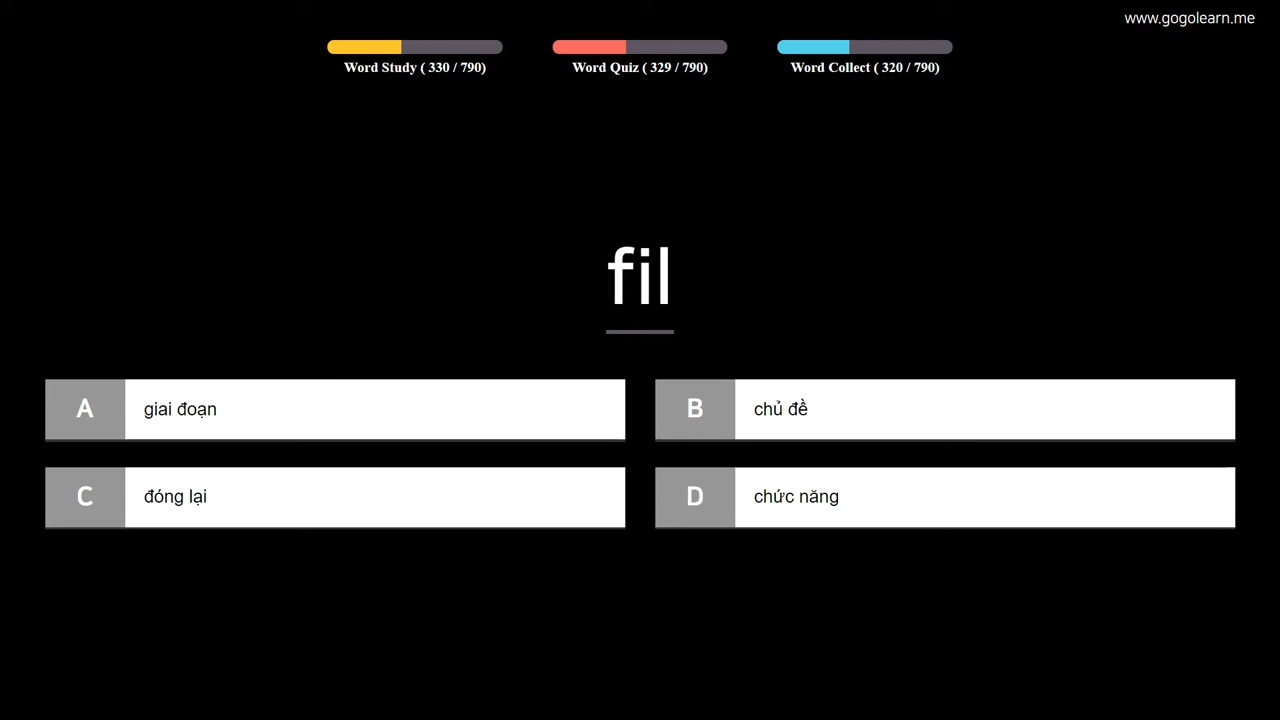 www.gogolearn.me
Word Study ( 330 / 790)
Word Quiz ( 329 / 790)
Word Collect ( 320 / 790)
fil
A giai đoạn
B chủ đề
C đóng lại
D chức năng